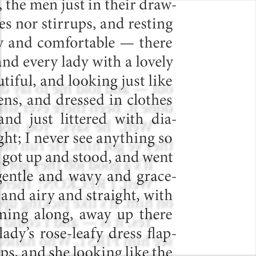 , the men just in their draw-
es nor stirrups, and resting
y and comfortable — there
and every lady with a lovely
utiful, and looking just like
ens, and dressed in clothes
and just littered with dia-
ght; I never see anything so
got up and stood, and went
gentle and wavy and grace-
and airy and straight, with
ming along, away up there
lady's rose-leafy dress flap-
ps, and she looking like the